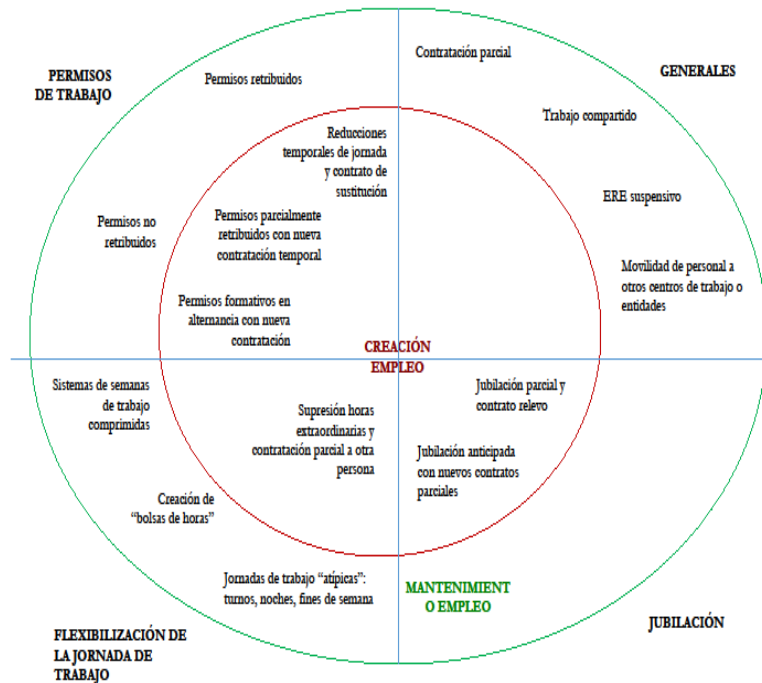 PERMISOS
DE TRABAJO
Permisos retribuidos
Contratación parcial
GENERALES
Trabajo compartido
Reducciones
temporales de jornada
y contrato de
sustitución
ERE suspensivo
Permisos no
retribuidos
Permisos parcialmente
retribuidos con nueva
contratación temporal
Movilidad de personal a
otros centros de trabajo o
entidades
Permisos formativos en
alternancia con nueva
contratación
CREACIÓN
EMPLEO
Sistemas de semanas
de trabajo
comprimidas
Supresión horas
extraordinarias y
contratación parcial a otra
persona
Jubilación parcial y
contrato relevo
Jubilación anticipada
con nuevos contratos
parciales
Creación de
“bolsas de horas”
Jornadas de trabajo “atípicas”:
turnos, noches, fines de semana
MANTENIMIENT
O EMPLEO
JUBILACIÓN
FLEXIBILIZACIÓN DE
LA JORNADA DE
TRABAJO